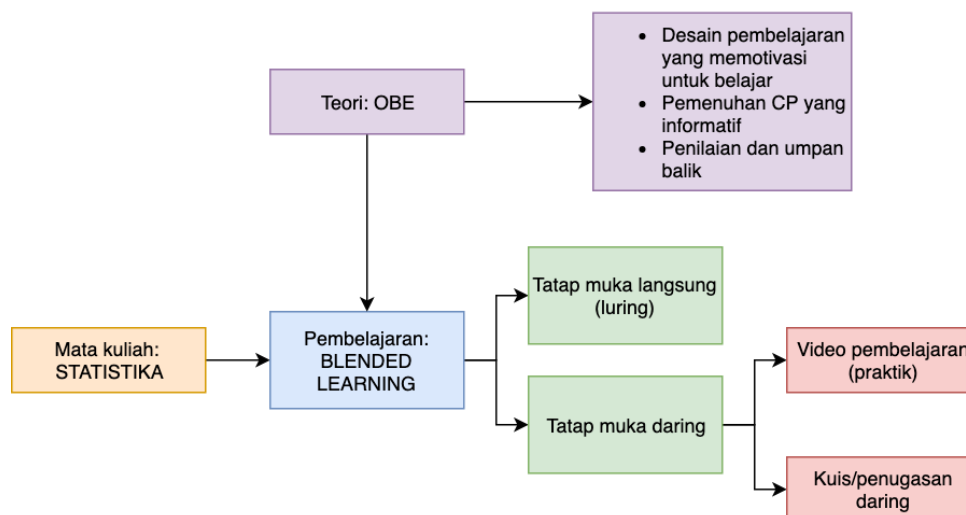 • Desain pembelajaran
yang memotivasi
untuk belajar
• Pemenuhan CP yang
informatif
• Penilaian dan umpan
balik
Teori: OBE
Tatap muka langsung
(luring)
Mata kuliah:
STATISTIKA
Pembelajaran:
BLENDED
LEARNING
Video pembelajaran
(praktik)
Tatap muka daring
Kuis/penugasan
daring